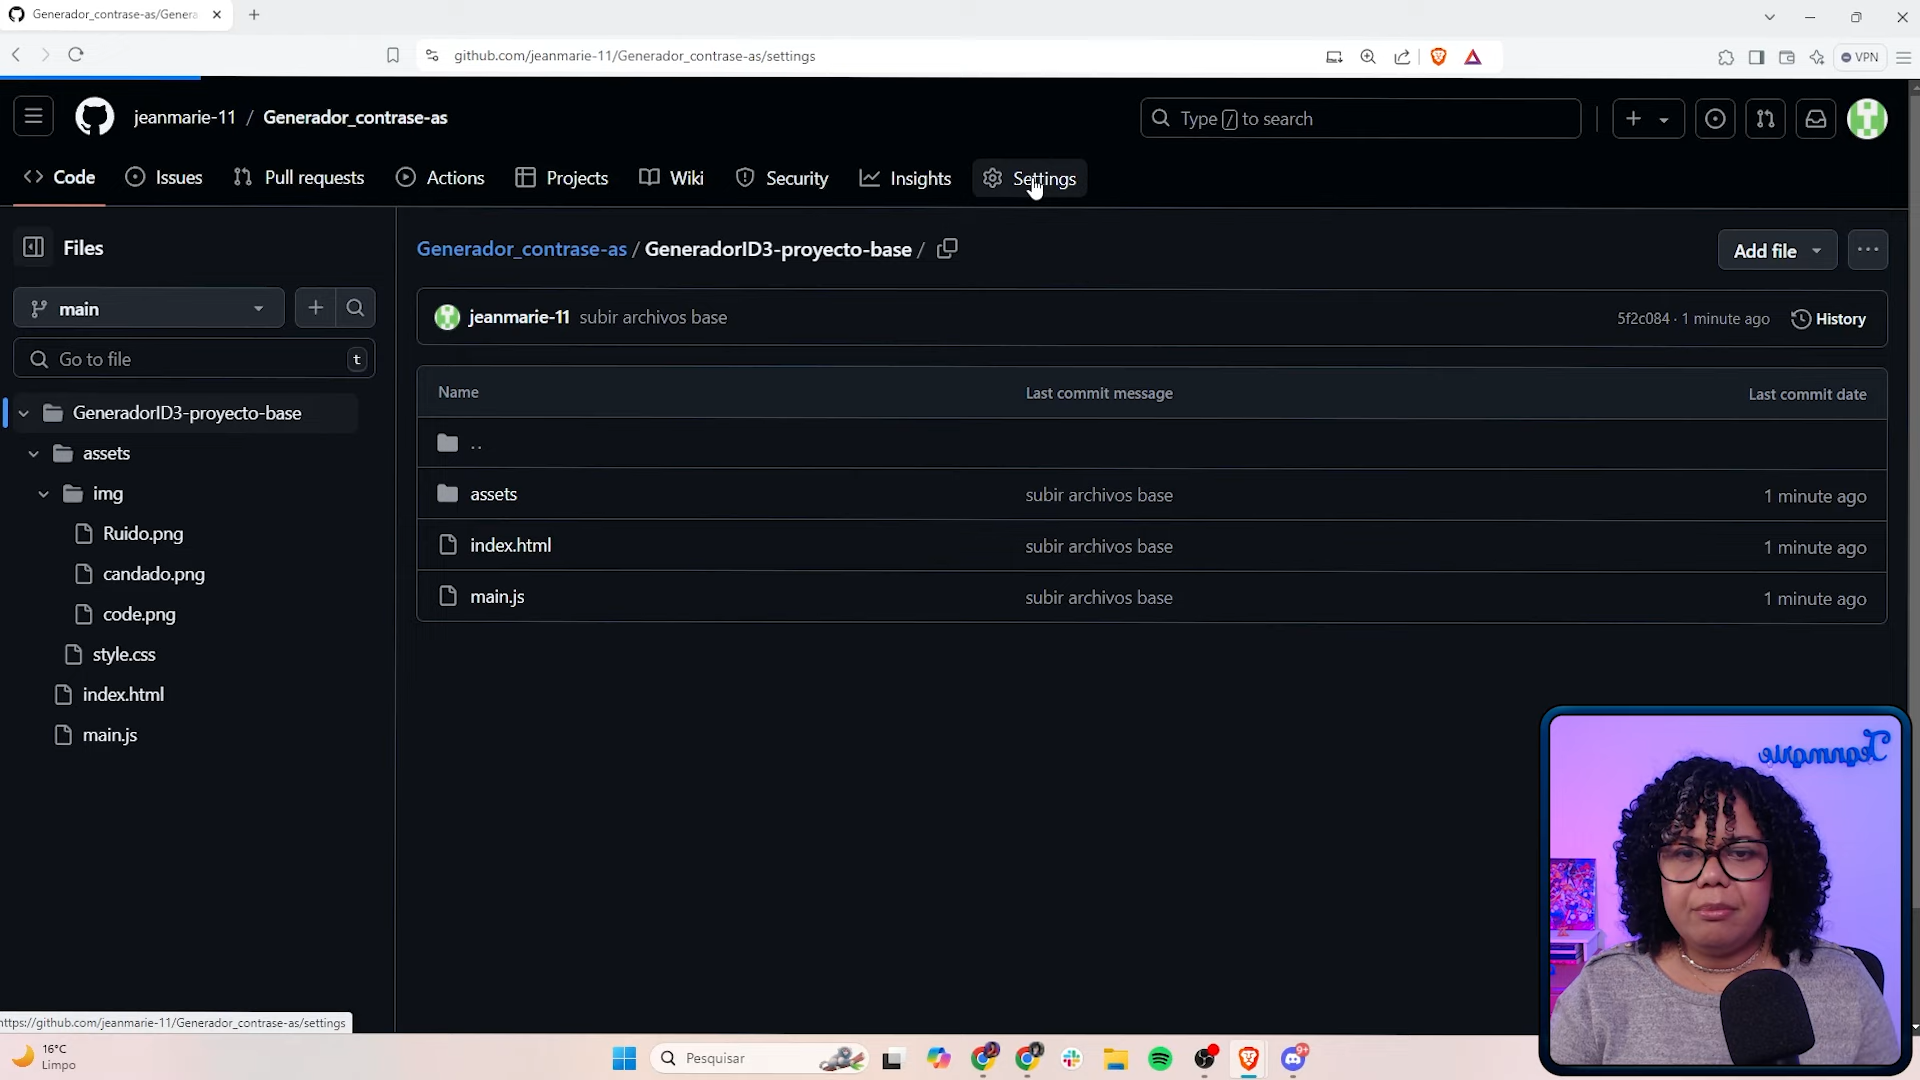 Generador_contrase-as/Genera
github.com/jeanmarie-11/Generador_contrase-as/settings
VPN
jeanmarie-11 / Generador_contrase-as
Type / to search
Code
Issues
Pull requests
Actions
Projects
Wiki
Security
Insights
Settings
Files
main
Go to file
t
GeneradorID3-proyecto-base
assets
img
Ruido.png
candado.png
code.png
style.css
index.html
main.js
Generador_contrase-as / GeneradorID3-proyecto-base /
Add file
jeanmarie-11 subir archivos base
5f2c084 · 1 minute ago
History
Name Last commit message Last commit date
..
assets subir archivos base 1 minute ago
index.html subir archivos base 1 minute ago
main.js subir archivos base 1 minute ago
Jeanmarie
https://github.com/jeanmarie-11/Generador_contrase-as/settings
16°C
Limpo
Pesquisar
9+